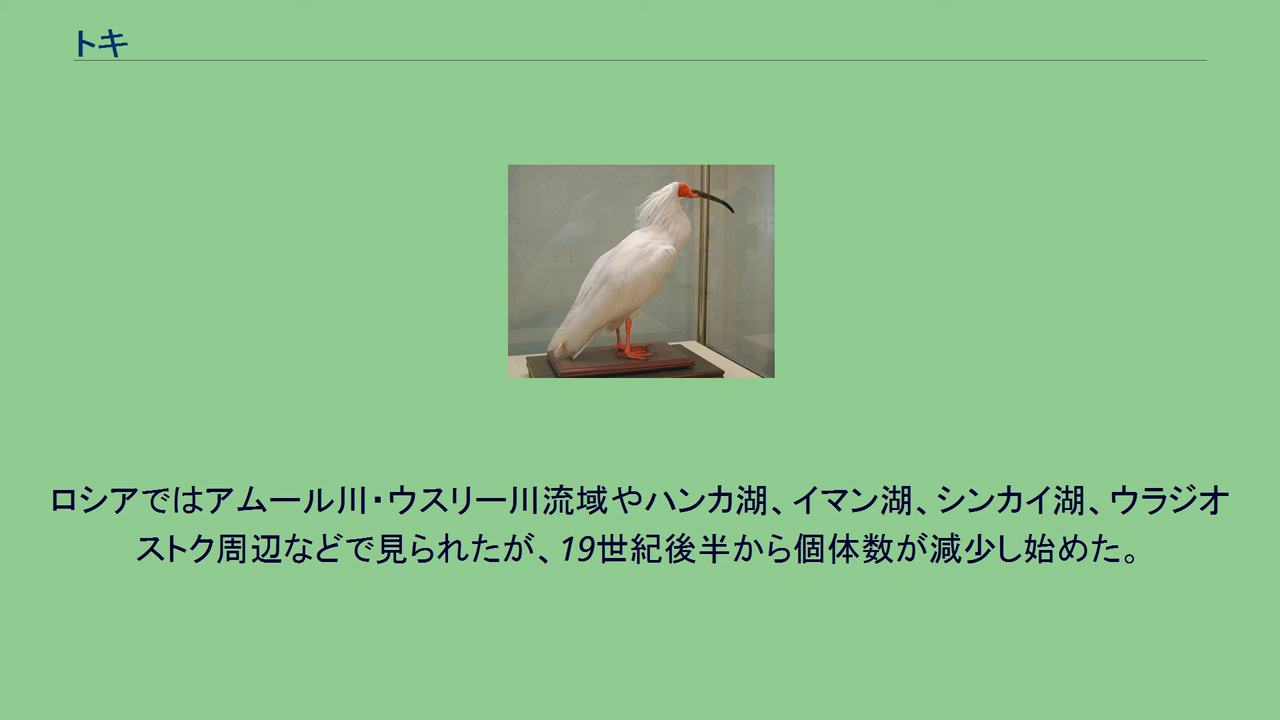 トキ
ロシアではアムール川・ウスリー川流域やハンカ湖、イマン湖、シンカイ湖、ウラジオ
ストク周辺などで見られたが、19世紀後半から個体数が減少し始めた。